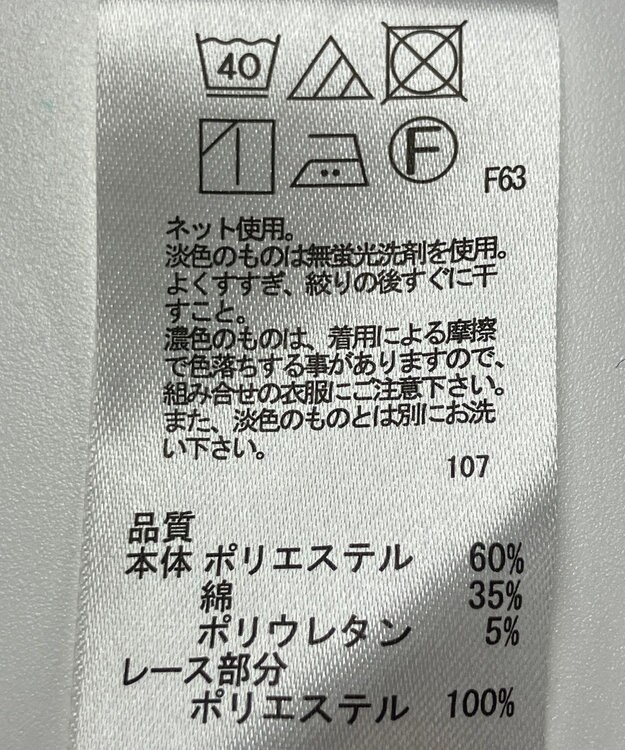 40
F
F63
ネット使用。
淡色のものは無蛍光洗剤を使用。
よくすすぎ、絞りの後すぐに干
すこと。
濃色のものは、着用による摩擦
で色落ちする事がありますので、
組み合せの衣服にご注意下さい。
また、淡色のものとは別にお洗
い下さい。
107
品質
本体 ポリエステル 60%
綿 35%
ポリウレタン 5%
レース部分
ポリエステル 100%